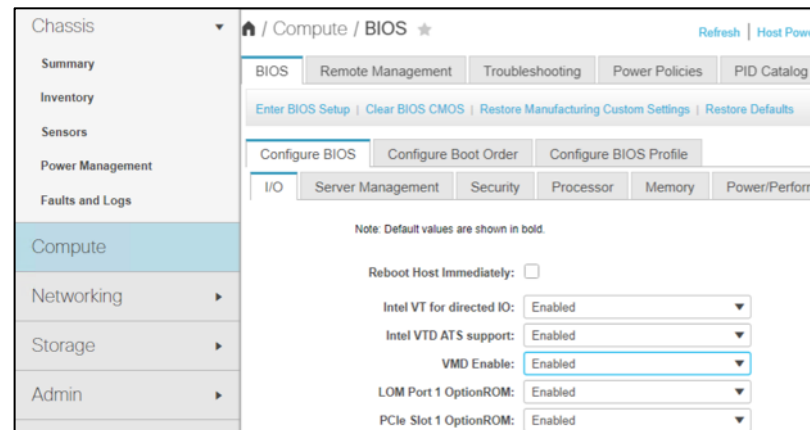 Chassis
Summary
Inventory
Sensors
Power Management
Faults and Logs
Compute
Networking
Storage
Admin
/ Compute / BIOS
Refresh | Host Pow
BIOS Remote Management Troubleshooting Power Policies PID Catalog
Enter BIOS Setup | Clear BIOS CMOS | Restore Manufacturing Custom Settings | Restore Defaults
Configure BIOS Configure Boot Order Configure BIOS Profile
I/O Server Management Security Processor Memory Power/Perforn
Note: Default values are shown in bold.
Reboot Host Immediately:
Intel VT for directed IO: Enabled
Intel VTD ATS support: Enabled
VMD Enable: Enabled
LOM Port 1 OptionROM: Enabled
PCIe Slot 1 OptionROM: Enabled